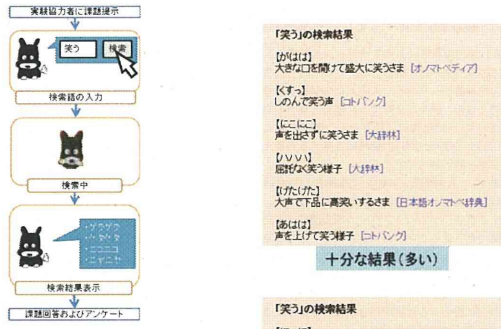 実験協力者に課題提示
笑う
検索
検索語の入力
検索中
・ゲラゲラ
・ケタケタ
・ニコニコ
・ニヤニヤ
検索結果表示
課題回答およびアンケート
「笑う」の検索結果
【がはは】
大きな口を開けて盛大に笑うさま [オノマトペディア]
【くすっ】
しのんで笑う声 [コトバンク]
【にこにこ】
声を出さずに笑うさま [大辞林]
【ハハハ】
屈託なく笑う様子 [大辞林]
【げたげた】
大声で下品に高笑いするさま [日本語オノマトペ辞典]
【あはは】
声を上げて笑う様子 [コトバンク]
十分な結果(多い)
「笑う」の検索結果